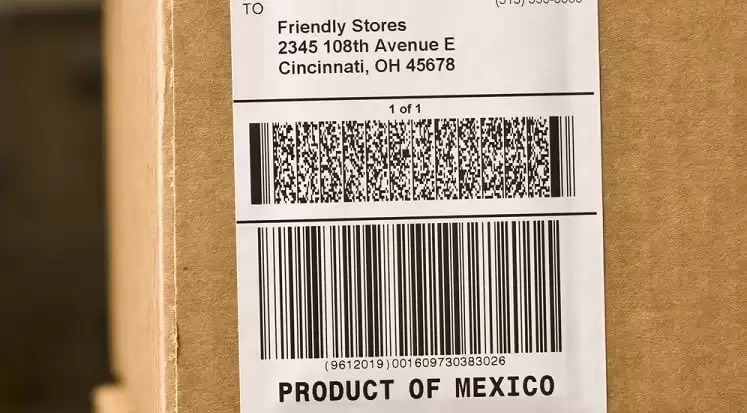 TO
Friendly Stores
2345 108th Avenue E
Cincinnati, OH 45678
1 of 1
(9612019)001609730383026
PRODUCT OF MEXICO